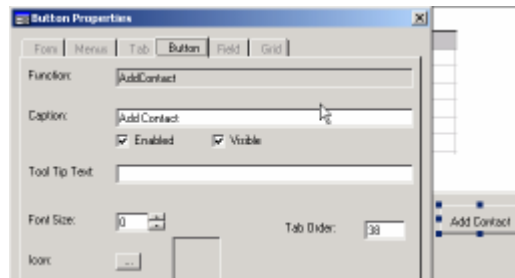 Button Properties
Form Menus Tab Button Field Grid
Function: AddContact
Caption: Add Contact
Enabled Visible
Tool Tip Text
Font Size: 0 Tab Order: 38
Add Contact
Icon: ...